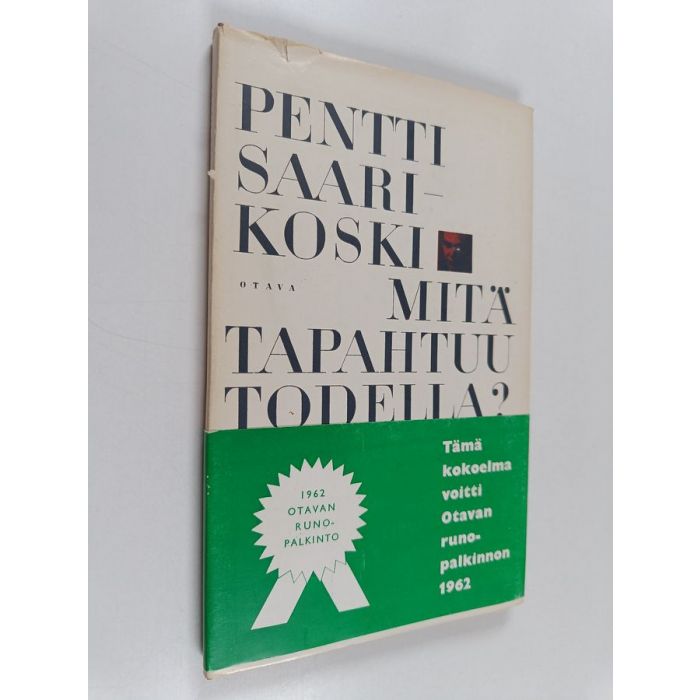 PENTTI
SAARI-
KOSKI
OTAVA
MITÄ
TAPAHTUU
TODELLA?
1962
OTAVAN
RUNO-
PALKINTO
Tämä
kokoelma
voitti
Otavan
runo-
palkinnon
1962